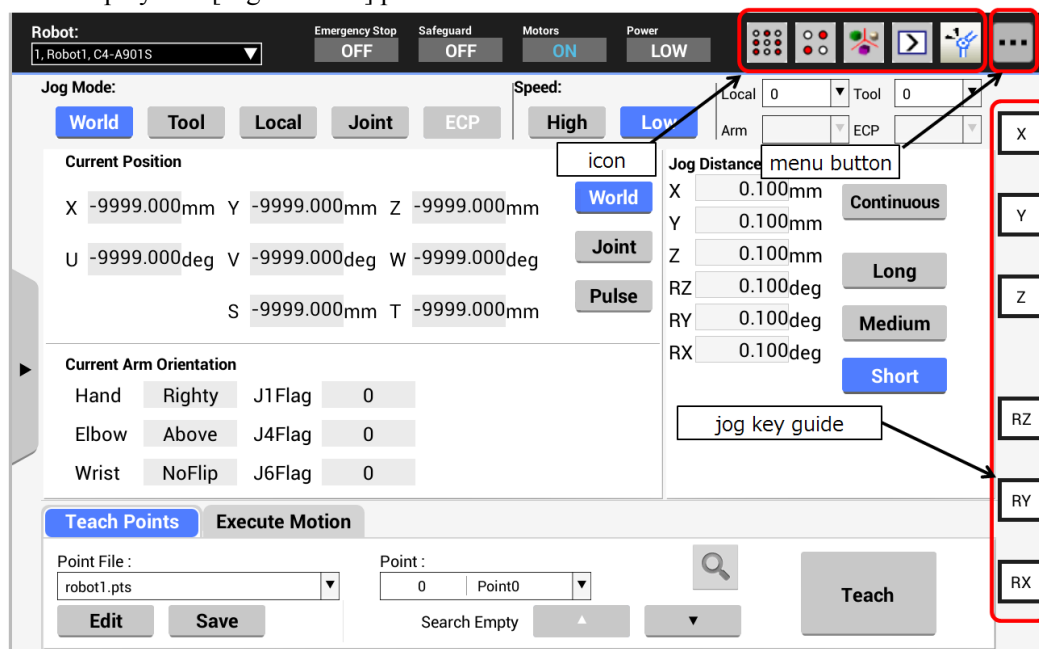 Robot:
1, Robot1, C4-A901S
Emergency Stop
OFF
Safeguard
OFF
Motors
ON
Power
LOW
Jog Mode:
World Tool Local Joint ECP
Speed:
High Low
Local 0 Tool 0
Arm ECP
icon
menu button
Current Position
X -9999.000mm Y -9999.000mm Z -9999.000mm
U -9999.000deg V -9999.000deg W -9999.000deg
S -9999.000mm T -9999.000mm
World
Joint
Pulse
Jog Distance
X 0.100mm
Y 0.100mm
Z 0.100mm
RZ 0.100deg
RY 0.100deg
RX 0.100deg
Continuous
Long
Medium
Short
Current Arm Orientation
Hand Righty J1Flag 0
Elbow Above J4Flag 0
Wrist NoFlip J6Flag 0
jog key guide
X
Y
Z
RZ
RY
RX
Teach Points Execute Motion
Point File :
robot1.pts
Edit Save
Point :
0 Point0
Search Empty
Teach